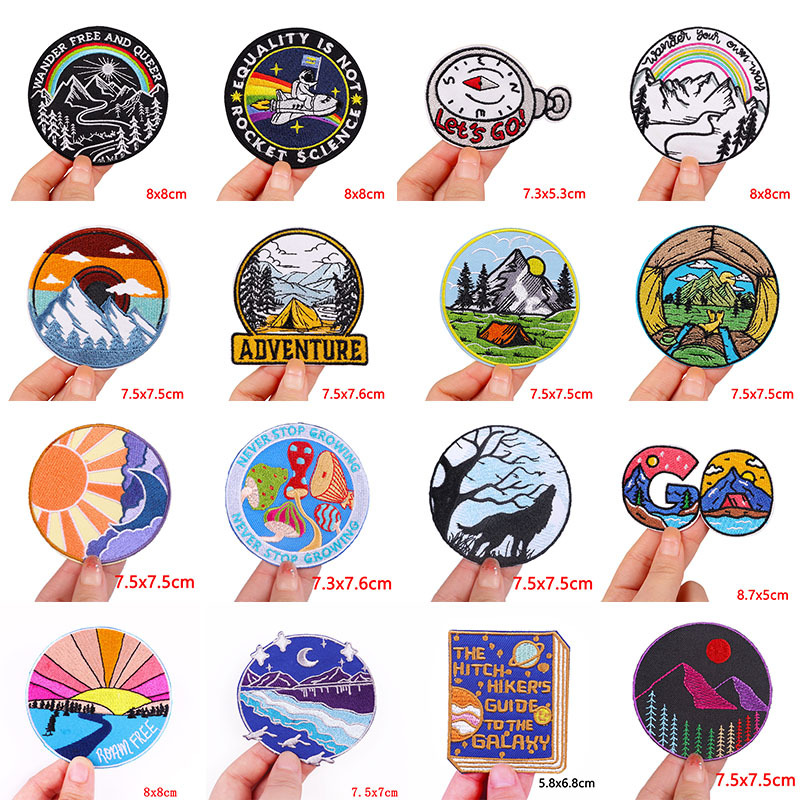 WANDER FREE AND QUEER
8x8cm
EQUALITY IS NOT
ROCKET SCIENCE
8x8cm
Let's GO!
7.3x5.3cm
Wander your own way
8x8cm
7.5x7.5cm
ADVENTURE
7.5x7.6cm
7.5x7.5cm
7.5x7.5cm
7.5x7.5cm
NEVER STOP GROWING
NEVER STOP GROWING
7.3x7.6cm
7.5x7.5cm
GO
8.7x5cm
ROAM FREE
8x8cm
7.5x7cm
THE
HITCH
HIKER'S
GUIDE
TO THE
GALAXY
5.8x6.8cm
7.5x7.5cm